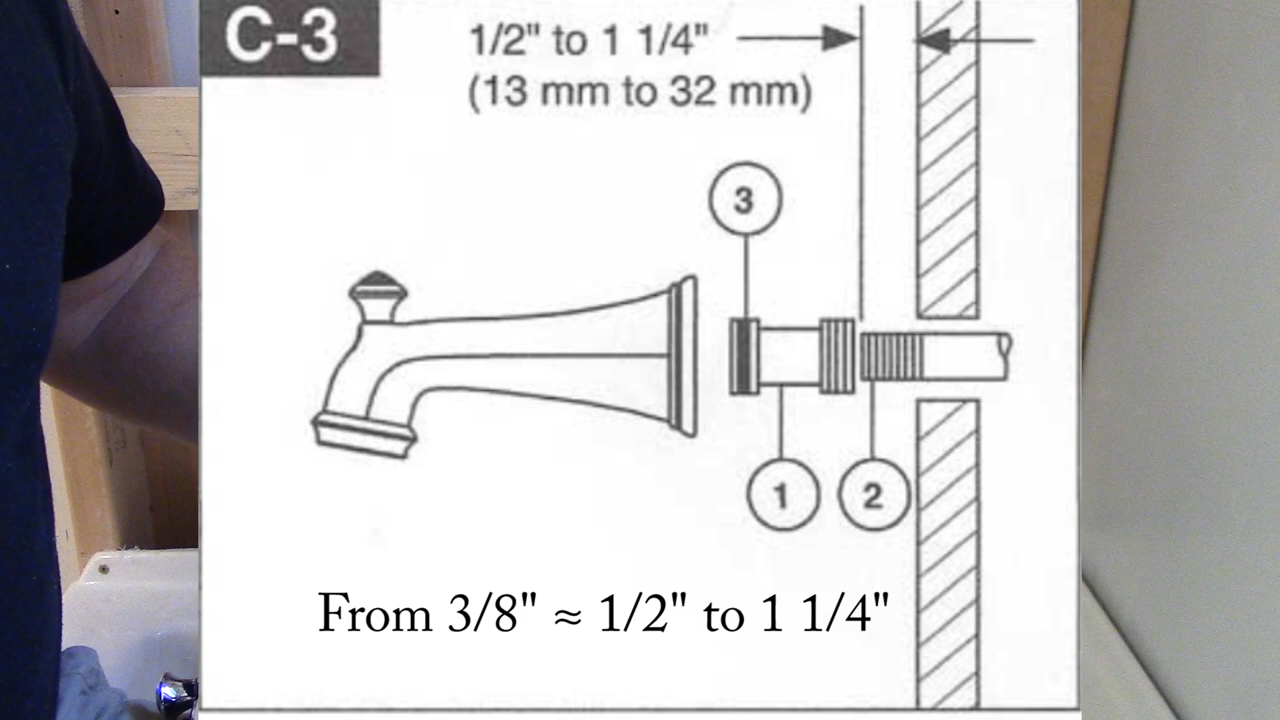 C-3
1/2" to 1 1/4"
(13 mm to 32 mm)
3
1
2
From 3/8" ≈ 1/2" to 1 1/4"